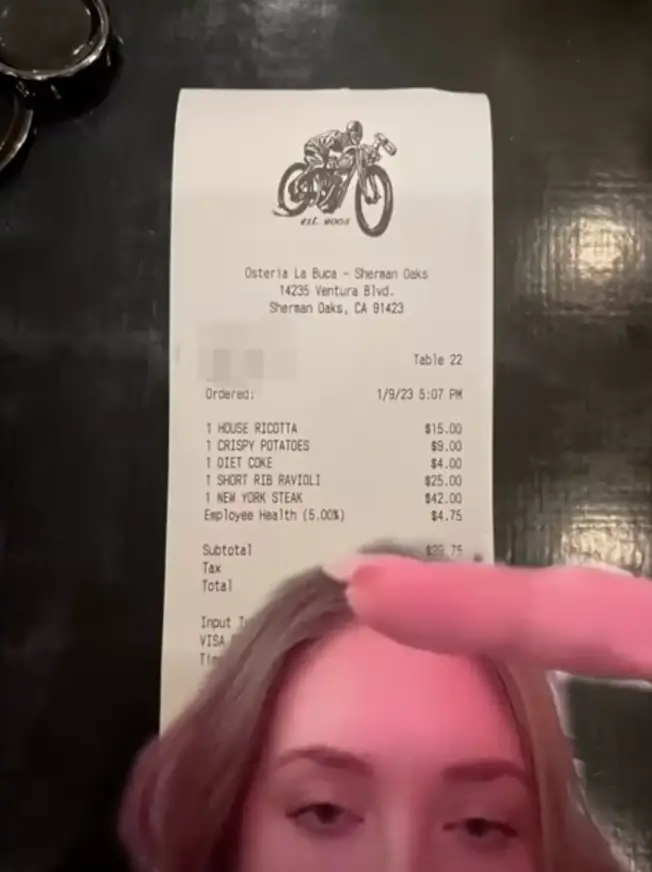 est. 2003
Osteria La Buca - Sherman Oaks
14235 Ventura Blvd.
Sherman Oaks, CA 91423
Table 22
Ordered: 1/9/23 5:07 PM
1 HOUSE RICOTTA $15.00
1 CRISPY POTATOES $9.00
1 DIET COKE $4.00
1 SHORT RIB RAVIOLI $25.00
1 NEW YORK STEAK $42.00
Employee Health (5.00%) $4.75
Subtotal
Tax
Total
Input
VISA